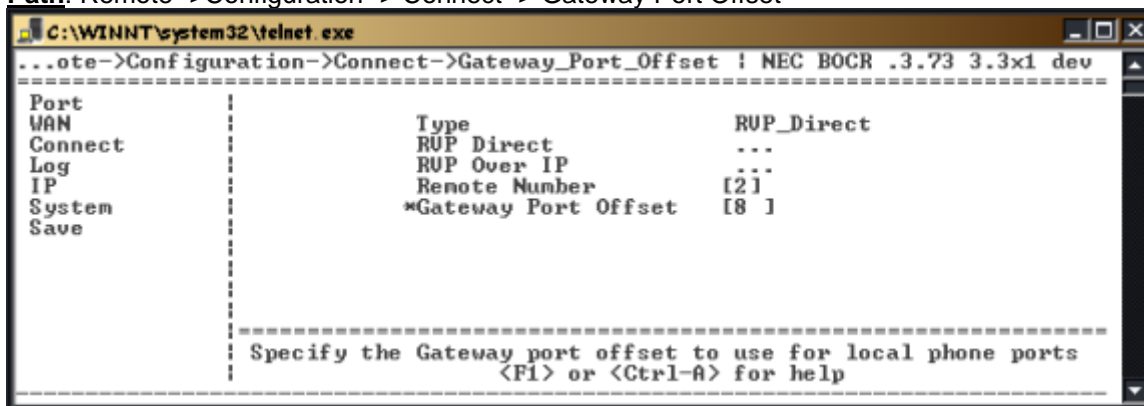 Path: Remote->Configuration -> Connect -> Gateway Port Offset
C:\WINNT\system32\telnet.exe
...ote->Configuration->Connect->Gateway_Port_Offset | NEC BOCR .3.73 3.3x1 dev
Port
WAN Type RVP_Direct
Connect RVP Direct ...
Log RVP Over IP ...
IP Remote Number [2]
System *Gateway Port Offset [8 ]
Save
Specify the Gateway port offset to use for local phone ports
<F1> or <Ctrl-A> for help